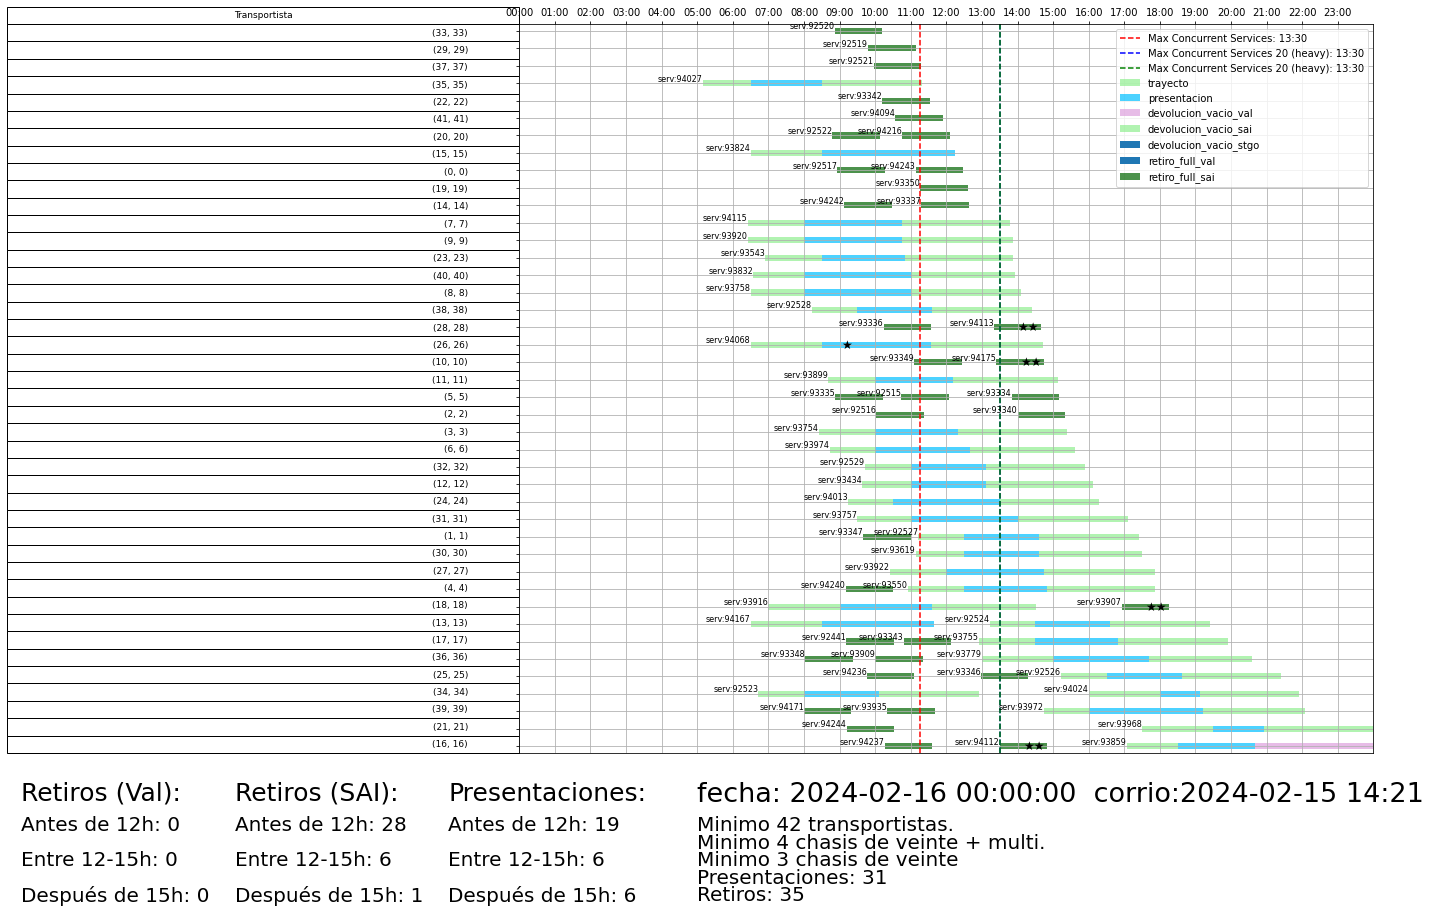 Transportista
00:00 01:00 02:00 03:00 04:00 05:00 06:00 07:00 08:00 09:00 10:00 11:00 12:00 13:00 14:00 15:00 16:00 17:00 18:00 19:00 20:00 21:00 22:00 23:00
Max Concurrent Services: 13:30
Max Concurrent Services 20 (heavy): 13:30
Max Concurrent Services 20 (heavy): 13:30
trayecto
presentacion
devolucion_vacio_val
devolucion_vacio_sai
devolucion_vacio_stgo
retiro_full_val
retiro_full_sai
(33, 33) serv:92520
(29, 29) serv:92519
(37, 37) serv:92521
(35, 35) serv:94027
(22, 22) serv:93342
(41, 41) serv:94094
(20, 20) serv:92522 serv:94216
(15, 15) serv:93824
(0, 0) serv:92517 serv:94243
(19, 19) serv:93350
(14, 14) serv:94242 serv:93337
(7, 7) serv:94115
(9, 9) serv:93920
(23, 23) serv:93543
(40, 40) serv:93832
(8, 8) serv:93758
(38, 38) serv:92528
(28, 28) serv:93336 serv:94113
(26, 26) serv:94068
(10, 10) serv:93349 serv:94175
(11, 11) serv:93899
(5, 5) serv:93335 serv:92515 serv:93334
(2, 2) serv:92516 serv:93340
(3, 3) serv:93754
(6, 6) serv:93974
(32, 32) serv:92529
(12, 12) serv:93434
(24, 24) serv:94013
(31, 31) serv:93757
(1, 1) serv:93347 serv:92527
(30, 30) serv:93619
(27, 27) serv:93922
(4, 4) serv:94240 serv:93550
(18, 18) serv:93916 serv:93907
(13, 13) serv:94167 serv:92524
(17, 17) serv:92441 serv:93343 serv:93755
(36, 36) serv:93348 serv:93909 serv:93779
(25, 25) serv:94236 serv:93346 serv:92526
(34, 34) serv:92523 serv:94024
(39, 39) serv:94171 serv:93935 serv:93972
(21, 21) serv:94244 serv:93968
(16, 16) serv:94237 serv:94112 serv:93859
Retiros (Val):
Antes de 12h: 0
Entre 12-15h: 0
Después de 15h: 0
Retiros (SAI):
Antes de 12h: 28
Entre 12-15h: 6
Después de 15h: 1
Presentaciones:
Antes de 12h: 19
Entre 12-15h: 6
Después de 15h: 6
fecha: 2024-02-16 00:00:00 corrio:2024-02-15 14:21
Minimo 42 transportistas.
Minimo 4 chasis de veinte + multi.
Minimo 3 chasis de veinte
Presentaciones: 31
Retiros: 35